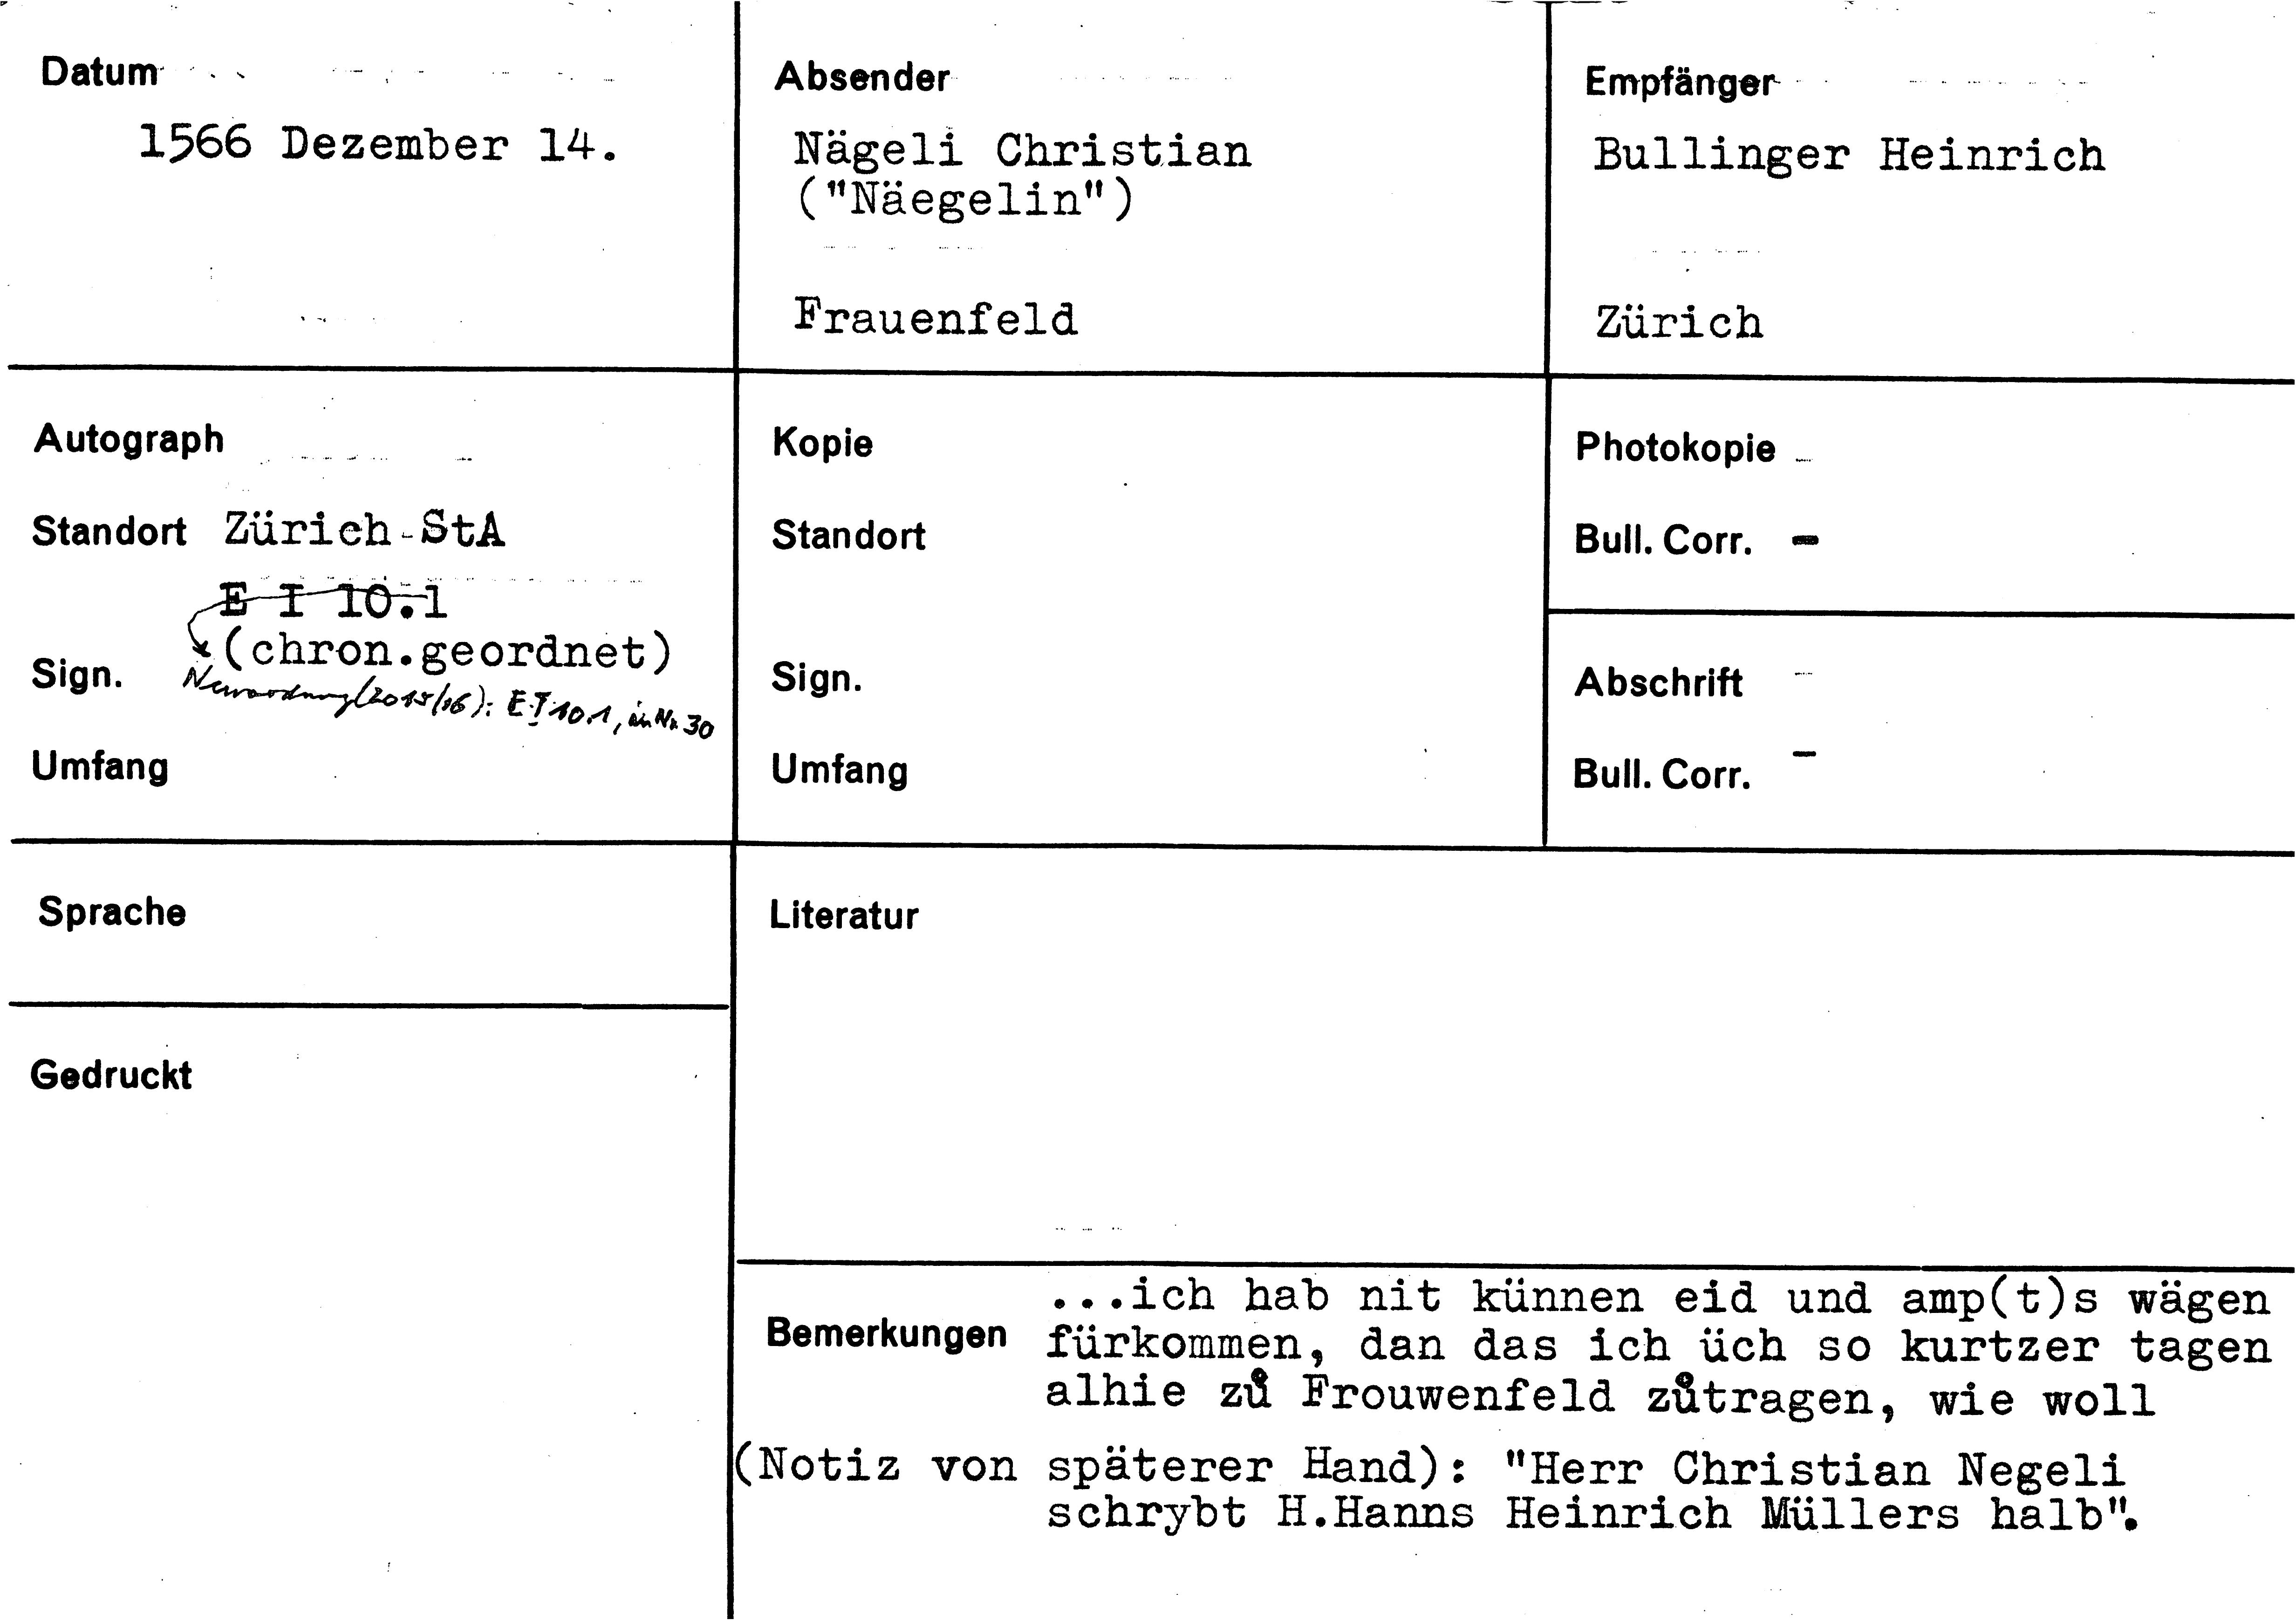 Datum
1566 Dezember 14.
Absender
Nägeli Christian
("Näegelin")
Frauenfeld
Empfänger
Bullinger Heinrich
Zürich
Autograph
Standort Zürich StA
E I 10.1
(chron.geordnet)
Sign.
Neuordnung (2015/16): E I 10.1, in Nr. 30
Umfang
Kopie
Standort
Sign.
Umfang
Photokopie -
Bull. Corr. -
Abschrift -
Bull. Corr. -
Sprache
Gedruckt
Literatur
Bemerkungen
...ich hab nit künnen eid und amp(t)s wägen
fürkommen, dan das ich üch so kurtzer tagen
alhie zů Frouwenfeld zůtragen, wie woll
(Notiz von späterer Hand): "Herr Christian Negeli
schrybt H.Hanns Heinrich Müllers halb".